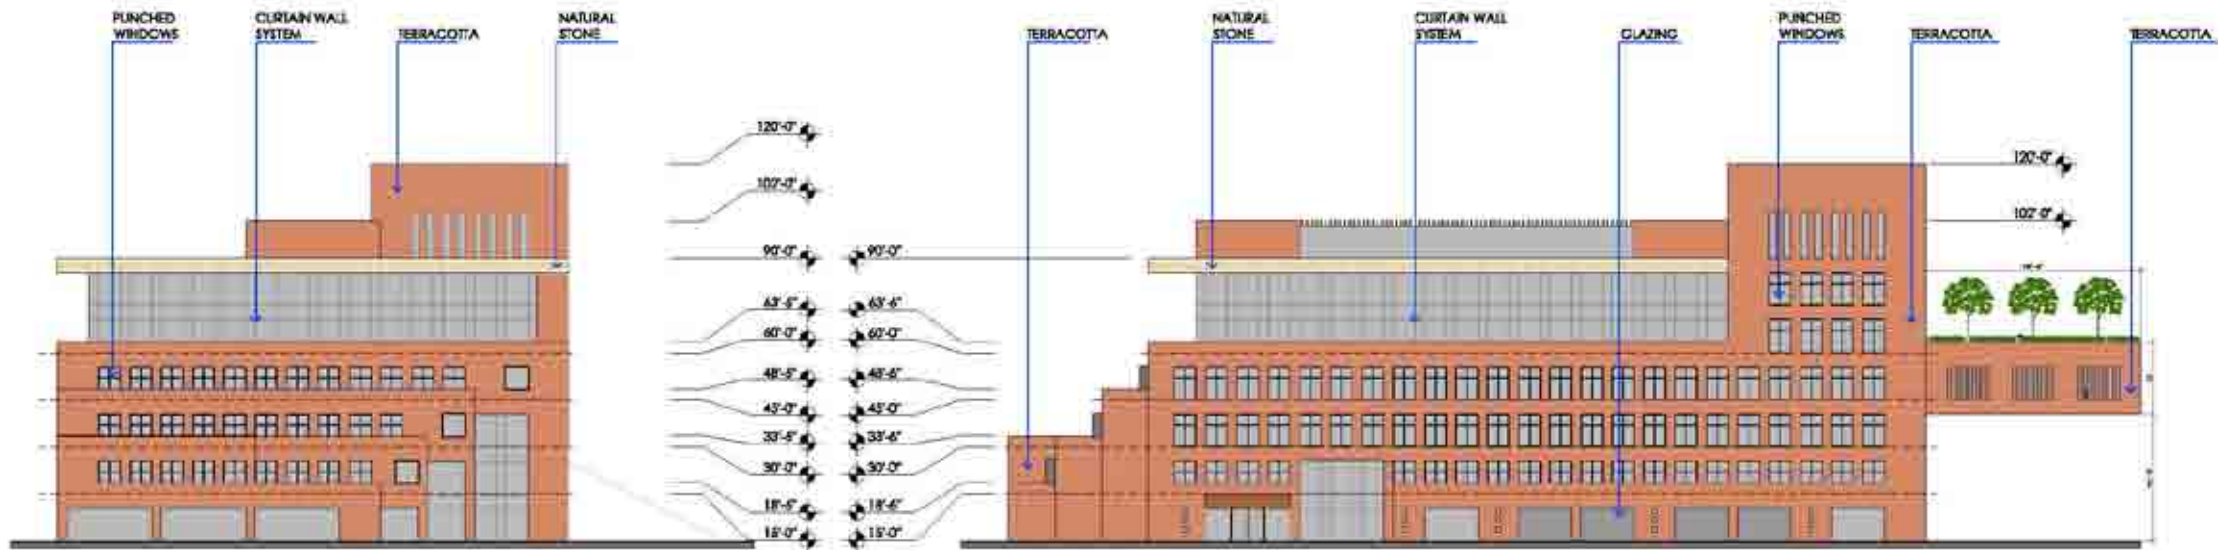 PUNCHED
WINDOWS
CURTAIN WALL
SYSTEM
TERRACOTTA
NATURAL
STONE
TERRACOTTA
NATURAL
STONE
CURTAIN WALL
SYSTEM
GLAZING
PUNCHED
WINDOWS
TERRACOTTA
TERRACOTTA
120'-0"
102'-0"
90'-0"
63'-6"
60'-0"
48'-6"
45'-0"
33'-6"
30'-0"
18'-6"
15'-0"
90'-0"
63'-6"
60'-0"
48'-6"
45'-0"
33'-6"
30'-0"
18'-6"
15'-0"
120'-0"
102'-0"